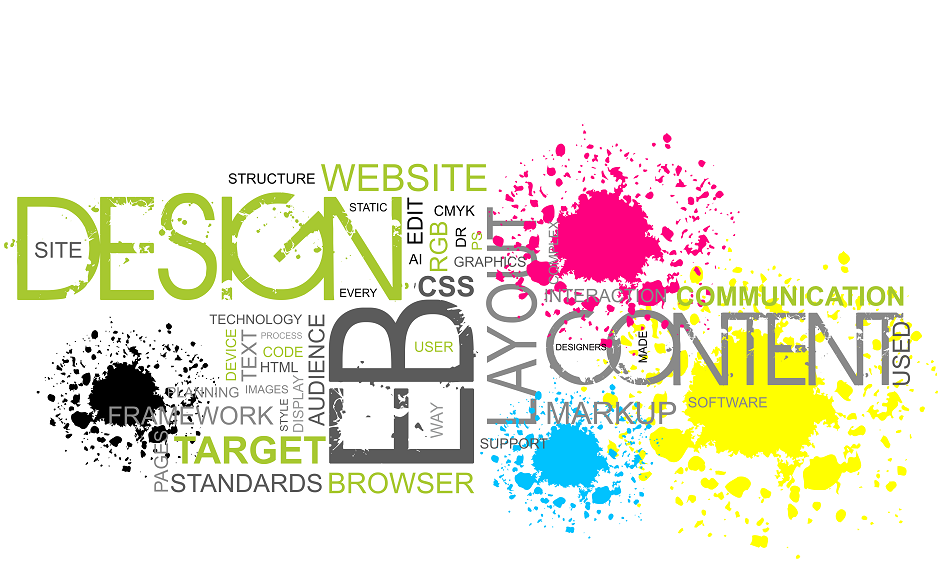 STRUCTURE
WEBSITE
DESIGN
SITE
STATIC
EDIT
CMYK
RGB
DR
PS
AI
GRAPHICS
EVERY
CSS
LAYOUT
COMPLEX
INTERACTION
COMMUNICATION
TECHNOLOGY
DEVICE
TEXT
PROCESS
CODE
HTML
AUDIENCE
EB
USER
WAY
DESIGNERS
MADE
CONTENT
USED
PLANNING
IMAGES
STYLE
DISPLAY
FRAMEWORK
MARKUP
SOFTWARE
PAGES
TARGET
SUPPORT
STANDARDS
BROWSER